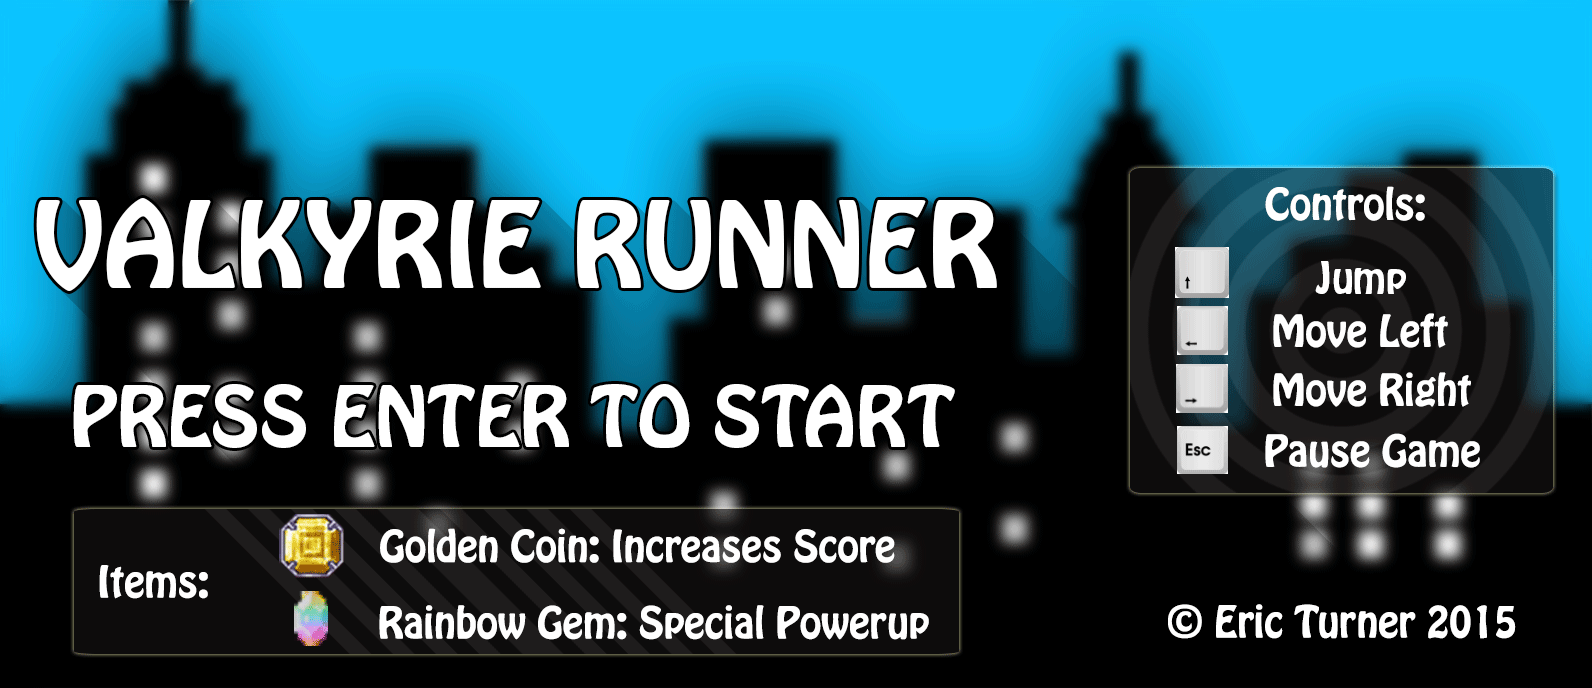 VALKYRIE RUNNER
PRESS ENTER TO START
Items:
Golden Coin: Increases Score
Rainbow Gem: Special Powerup
Controls:
↑ Jump
← Move Left
→ Move Right
Esc Pause Game
© Eric Turner 2015